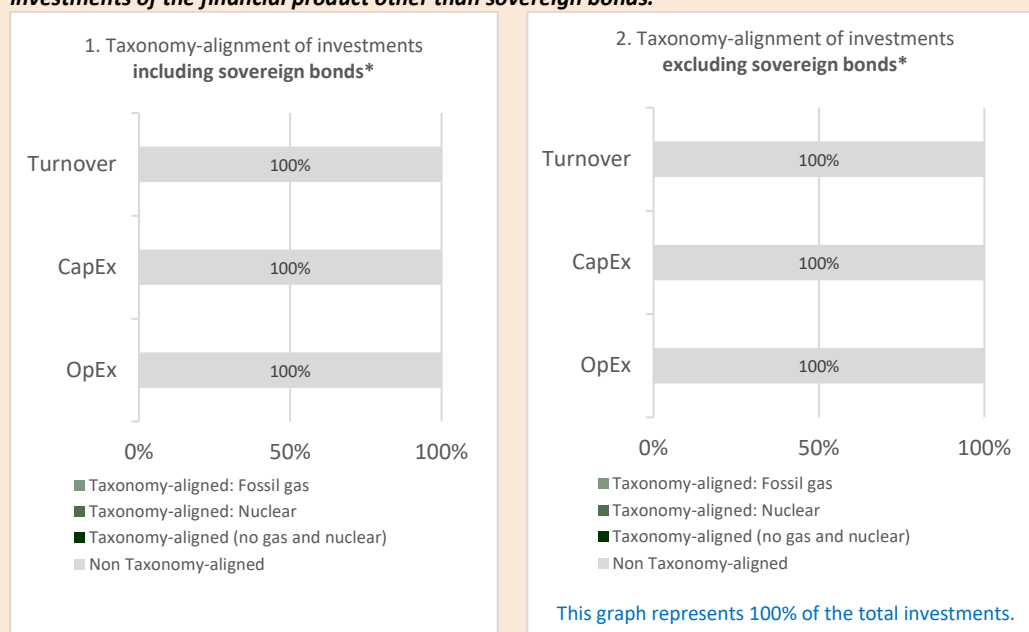 investments of the financial product other than sovereign bonds.
1. Taxonomy-alignment of investments
including sovereign bonds*
Turnover
100%
CapEx
100%
OpEx
100%
0% 50% 100%
Taxonomy-aligned: Fossil gas
Taxonomy-aligned: Nuclear
Taxonomy-aligned (no gas and nuclear)
Non Taxonomy-aligned
2. Taxonomy-alignment of investments
excluding sovereign bonds*
Turnover
100%
CapEx
100%
OpEx
100%
0% 50% 100%
Taxonomy-aligned: Fossil gas
Taxonomy-aligned: Nuclear
Taxonomy-aligned (no gas and nuclear)
Non Taxonomy-aligned
This graph represents 100% of the total investments.